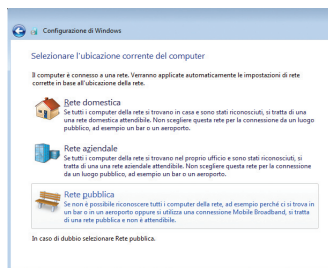 Configurazione di Windows
Selezionare l'ubicazione corrente del computer
Il computer è connesso a una rete. Verranno applicate automaticamente le impostazioni di rete
corrette in base all'ubicazione della rete.
Rete domestica
Se tutti i computer della rete si trovano in casa e sono stati riconosciuti, si tratta di
una rete domestica attendibile. Non scegliere questa rete per la connessione da un luogo
pubblico, ad esempio un bar o un aeroporto.
Rete aziendale
Se tutti i computer della rete si trovano nel proprio ufficio e sono stati riconosciuti, si
tratta di una una rete aziendale attendibile. Non scegliere questa rete per la connessione
da un luogo pubblico, ad esempio un bar o un aeroporto.
Rete pubblica
Se non è possibile riconoscere tutti i computer della rete, ad esempio perché ci si trova in
un bar o in un aeroporto oppure si utilizza una connessione Mobile Broadband, si tratta
di una rete pubblica e non è attendibile.
In caso di dubbio selezionare Rete pubblica.